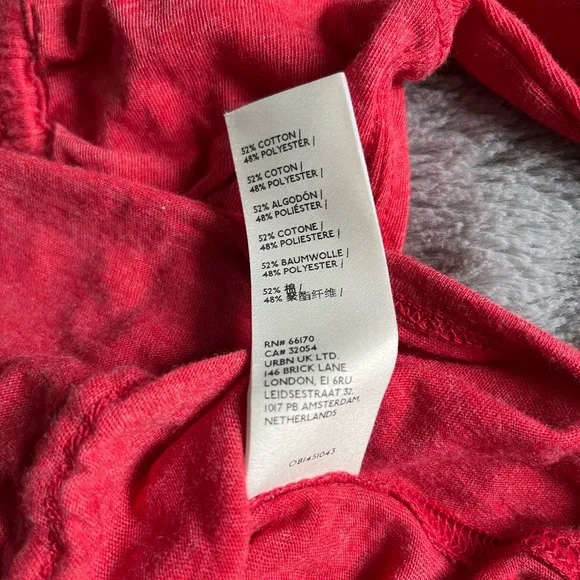 52% COTTON /
48% POLYESTER /
52% COTON /
48% POLYESTER /
52% ALGODÓN /
48% POLIÉSTER /
52% COTONE /
48% POLIESTERE /
52% BAUMWOLLE /
48% POLYESTER /
52% 棉 /
48% 聚酯纤维 /
RN# 66170
CA# 32054
URBN UK LTD.
146 BRICK LANE
LONDON, E1 6RU
LEIDSESTRAAT 32,
1017 PB AMSTERDAM,
NETHERLANDS
OB1451043